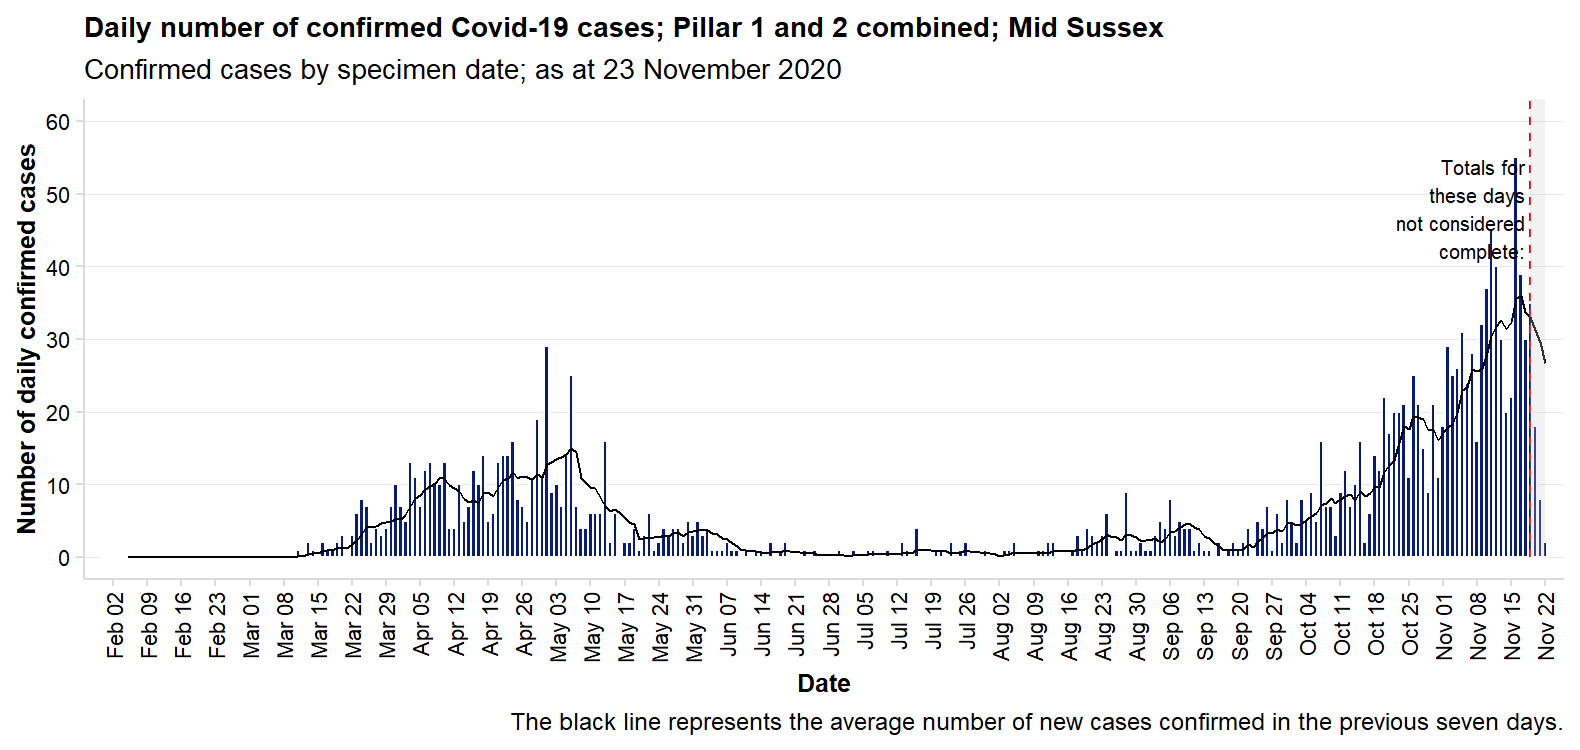 Daily number of confirmed Covid-19 cases; Pillar 1 and 2 combined; Mid Sussex
Confirmed cases by specimen date; as at 23 November 2020
Number of daily confirmed cases
60
50
40
30
20
10
0
Totals for
these days
not considered
complete:
Feb 02
Feb 09
Feb 16
Feb 23
Mar 01
Mar 08
Mar 15
Mar 22
Mar 29
Apr 05
Apr 12
Apr 19
Apr 26
May 03
May 10
May 17
May 24
May 31
Jun 07
Jun 14
Jun 21
Jun 28
Jul 05
Jul 12
Jul 19
Jul 26
Aug 02
Aug 09
Aug 16
Aug 23
Aug 30
Sep 06
Sep 13
Sep 20
Sep 27
Oct 04
Oct 11
Oct 18
Oct 25
Nov 01
Nov 08
Nov 15
Nov 22
Date
The black line represents the average number of new cases confirmed in the previous seven days.